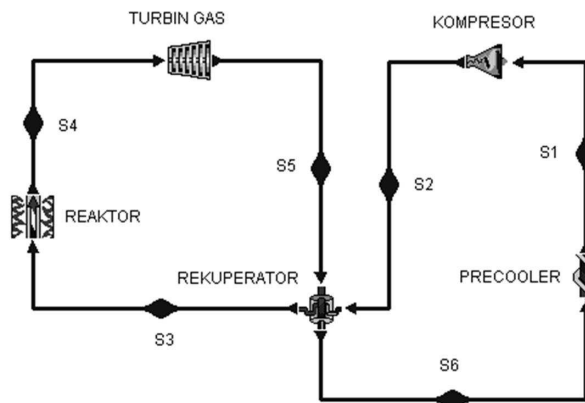 TURBIN GAS
KOMPRESOR
S4
S5
S2
S1
REAKTOR
REKUPERATOR
PRECOOLER
S3
S6